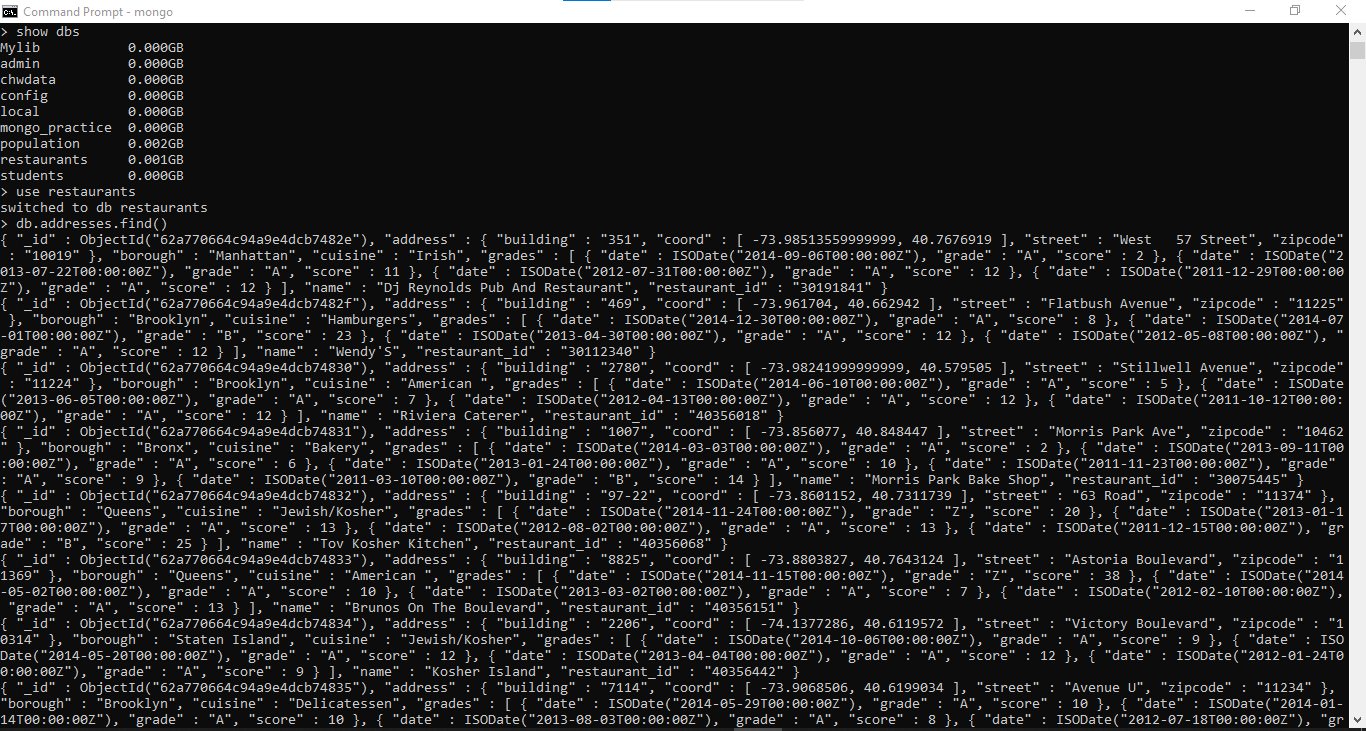 Command Prompt - mongo
> show dbs
Mylib           0.000GB
admin           0.000GB
chwdata         0.000GB
config          0.000GB
local           0.000GB
mongo_practice  0.000GB
population      0.002GB
restaurants     0.001GB
students        0.000GB
> use restaurants
switched to db restaurants
> db.addresses.find()
{ "_id" : ObjectId("62a770664c94a9e4dcb7482e"), "address" : { "building" : "351", "coord" : [ -73.98513559999999, 40.7676919 ], "street" : "West   57 Street", "zipcode"
 : "10019" }, "borough" : "Manhattan", "cuisine" : "Irish", "grades" : [ { "date" : ISODate("2014-09-06T00:00:00Z"), "grade" : "A", "score" : 2 }, { "date" : ISODate("2
013-07-22T00:00:00Z"), "grade" : "A", "score" : 11 }, { "date" : ISODate("2012-07-31T00:00:00Z"), "grade" : "A", "score" : 12 }, { "date" : ISODate("2011-12-29T00:00:00
Z"), "grade" : "A", "score" : 12 } ], "name" : "Dj Reynolds Pub And Restaurant", "restaurant_id" : "30191841" }
{ "_id" : ObjectId("62a770664c94a9e4dcb7482f"), "address" : { "building" : "469", "coord" : [ -73.961704, 40.662942 ], "street" : "Flatbush Avenue", "zipcode" : "11225"
 }, "borough" : "Brooklyn", "cuisine" : "Hamburgers", "grades" : [ { "date" : ISODate("2014-12-30T00:00:00Z"), "grade" : "A", "score" : 8 }, { "date" : ISODate("2014-07
-01T00:00:00Z"), "grade" : "B", "score" : 23 }, { "date" : ISODate("2013-04-30T00:00:00Z"), "grade" : "A", "score" : 12 }, { "date" : ISODate("2012-05-08T00:00:00Z"), "
grade" : "A", "score" : 12 } ], "name" : "Wendy'S", "restaurant_id" : "30112340" }
{ "_id" : ObjectId("62a770664c94a9e4dcb74830"), "address" : { "building" : "2780", "coord" : [ -73.98241999999999, 40.579505 ], "street" : "Stillwell Avenue", "zipcode"
 : "11224" }, "borough" : "Brooklyn", "cuisine" : "American ", "grades" : [ { "date" : ISODate("2014-06-10T00:00:00Z"), "grade" : "A", "score" : 5 }, { "date" : ISODate
("2013-06-05T00:00:00Z"), "grade" : "A", "score" : 7 }, { "date" : ISODate("2012-04-13T00:00:00Z"), "grade" : "A", "score" : 12 }, { "date" : ISODate("2011-10-12T00:00:
00Z"), "grade" : "A", "score" : 12 } ], "name" : "Riviera Caterer", "restaurant_id" : "40356018" }
{ "_id" : ObjectId("62a770664c94a9e4dcb74831"), "address" : { "building" : "1007", "coord" : [ -73.856077, 40.848447 ], "street" : "Morris Park Ave", "zipcode" : "10462
" }, "borough" : "Bronx", "cuisine" : "Bakery", "grades" : [ { "date" : ISODate("2014-03-03T00:00:00Z"), "grade" : "A", "score" : 2 }, { "date" : ISODate("2013-09-11T00
:00:00Z"), "grade" : "A", "score" : 6 }, { "date" : ISODate("2013-01-24T00:00:00Z"), "grade" : "A", "score" : 10 }, { "date" : ISODate("2011-11-23T00:00:00Z"), "grade"
: "A", "score" : 9 }, { "date" : ISODate("2011-03-10T00:00:00Z"), "grade" : "B", "score" : 14 } ], "name" : "Morris Park Bake Shop", "restaurant_id" : "30075445" }
{ "_id" : ObjectId("62a770664c94a9e4dcb74832"), "address" : { "building" : "97-22", "coord" : [ -73.8601152, 40.7311739 ], "street" : "63 Road", "zipcode" : "11374" },
"borough" : "Queens", "cuisine" : "Jewish/Kosher", "grades" : [ { "date" : ISODate("2014-11-24T00:00:00Z"), "grade" : "Z", "score" : 20 }, { "date" : ISODate("2013-01-1
7T00:00:00Z"), "grade" : "A", "score" : 13 }, { "date" : ISODate("2012-08-02T00:00:00Z"), "grade" : "A", "score" : 13 }, { "date" : ISODate("2011-12-15T00:00:00Z"), "gr
ade" : "B", "score" : 25 } ], "name" : "Tov Kosher Kitchen", "restaurant_id" : "40356068" }
{ "_id" : ObjectId("62a770664c94a9e4dcb74833"), "address" : { "building" : "8825", "coord" : [ -73.8803827, 40.7643124 ], "street" : "Astoria Boulevard", "zipcode" : "1
1369" }, "borough" : "Queens", "cuisine" : "American ", "grades" : [ { "date" : ISODate("2014-11-15T00:00:00Z"), "grade" : "Z", "score" : 38 }, { "date" : ISODate("2014
-05-02T00:00:00Z"), "grade" : "A", "score" : 10 }, { "date" : ISODate("2013-03-02T00:00:00Z"), "grade" : "A", "score" : 7 }, { "date" : ISODate("2012-02-10T00:00:00Z"),
 "grade" : "A", "score" : 13 } ], "name" : "Brunos On The Boulevard", "restaurant_id" : "40356151" }
{ "_id" : ObjectId("62a770664c94a9e4dcb74834"), "address" : { "building" : "2206", "coord" : [ -74.1377286, 40.6119572 ], "street" : "Victory Boulevard", "zipcode" : "1
0314" }, "borough" : "Staten Island", "cuisine" : "Jewish/Kosher", "grades" : [ { "date" : ISODate("2014-10-06T00:00:00Z"), "grade" : "A", "score" : 9 }, { "date" : ISO
Date("2014-05-20T00:00:00Z"), "grade" : "A", "score" : 12 }, { "date" : ISODate("2013-04-04T00:00:00Z"), "grade" : "A", "score" : 12 }, { "date" : ISODate("2012-01-24T0
0:00:00Z"), "grade" : "A", "score" : 9 } ], "name" : "Kosher Island", "restaurant_id" : "40356442" }
{ "_id" : ObjectId("62a770664c94a9e4dcb74835"), "address" : { "building" : "7114", "coord" : [ -73.9068506, 40.6199034 ], "street" : "Avenue U", "zipcode" : "11234" },
"borough" : "Brooklyn", "cuisine" : "Delicatessen", "grades" : [ { "date" : ISODate("2014-05-29T00:00:00Z"), "grade" : "A", "score" : 10 }, { "date" : ISODate("2014-01-
14T00:00:00Z"), "grade" : "A", "score" : 10 }, { "date" : ISODate("2013-08-03T00:00:00Z"), "grade" : "A", "score" : 8 }, { "date" : ISODate("2012-07-18T00:00:00Z"), "gr